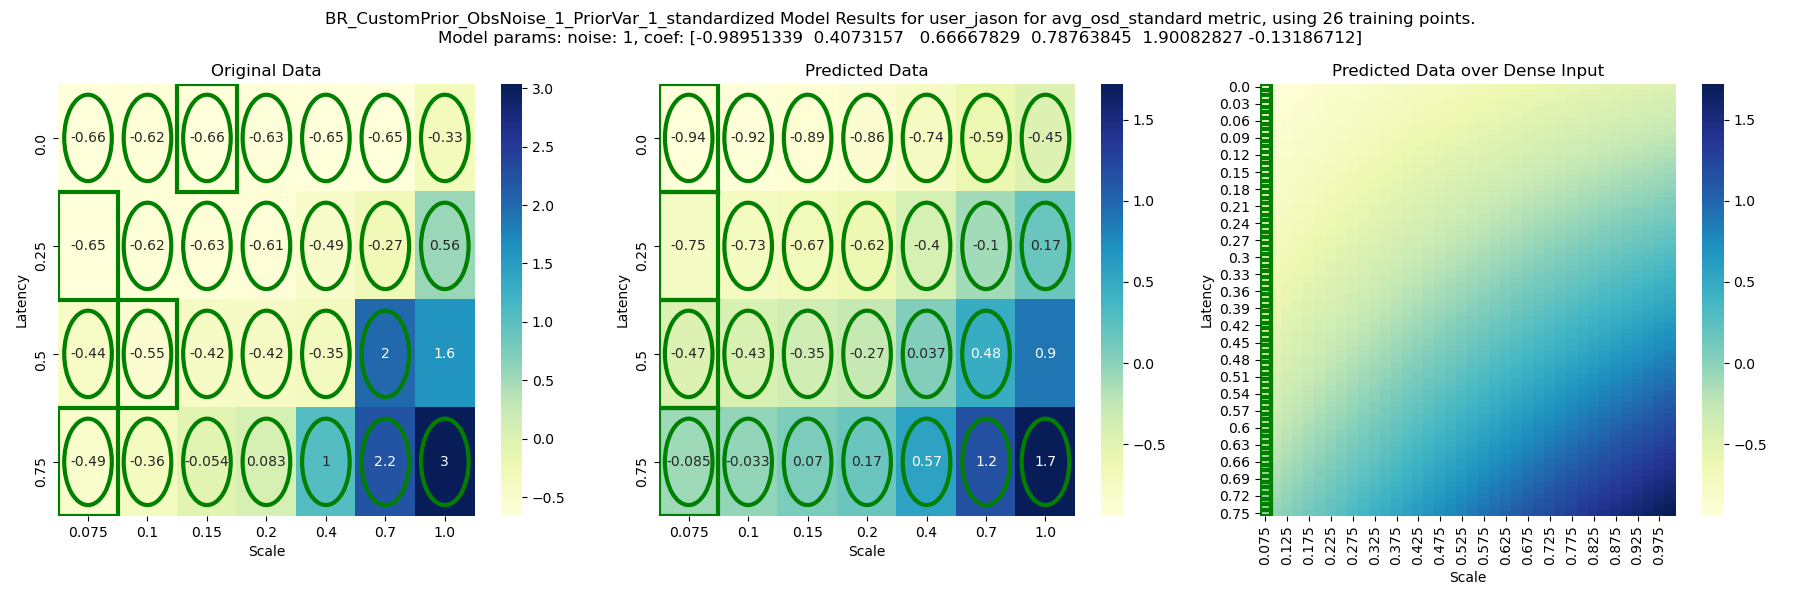 BR_CustomPrior_ObsNoise_1_PriorVar_1_standardized Model Results for user_jason for avg_osd_standard metric, using 26 training points.
Model params: noise: 1, coef: [-0.98951339  0.4073157   0.66667829  0.78763845  1.90082827 -0.13186712]
Original Data
Latency
0.0
0.25
0.5
0.75
-0.66 -0.62 -0.66 -0.63 -0.65 -0.65 -0.33
-0.65 -0.62 -0.63 -0.61 -0.49 -0.27 0.56
-0.44 -0.55 -0.42 -0.42 -0.35 2 1.6
-0.49 -0.36 -0.054 0.083 1 2.2 3
0.075 0.1 0.15 0.2 0.4 0.7 1.0
Scale
3.0
2.5
2.0
1.5
1.0
0.5
0.0
−0.5
Predicted Data
Latency
0.0
0.25
0.5
0.75
-0.94 -0.92 -0.89 -0.86 -0.74 -0.59 -0.45
-0.75 -0.73 -0.67 -0.62 -0.4 -0.1 0.17
-0.47 -0.43 -0.35 -0.27 0.037 0.48 0.9
-0.085 -0.033 0.07 0.17 0.57 1.2 1.7
0.075 0.1 0.15 0.2 0.4 0.7 1.0
Scale
1.5
1.0
0.5
0.0
−0.5
Predicted Data over Dense Input
Latency
0.0
0.03
0.06
0.09
0.12
0.15
0.18
0.21
0.24
0.27
0.3
0.33
0.36
0.39
0.42
0.45
0.48
0.51
0.54
0.57
0.6
0.63
0.66
0.69
0.72
0.75
0.075 0.125 0.175 0.225 0.275 0.325 0.375 0.425 0.475 0.525 0.575 0.625 0.675 0.725 0.775 0.825 0.875 0.925 0.975
Scale
1.5
1.0
0.5
0.0
−0.5